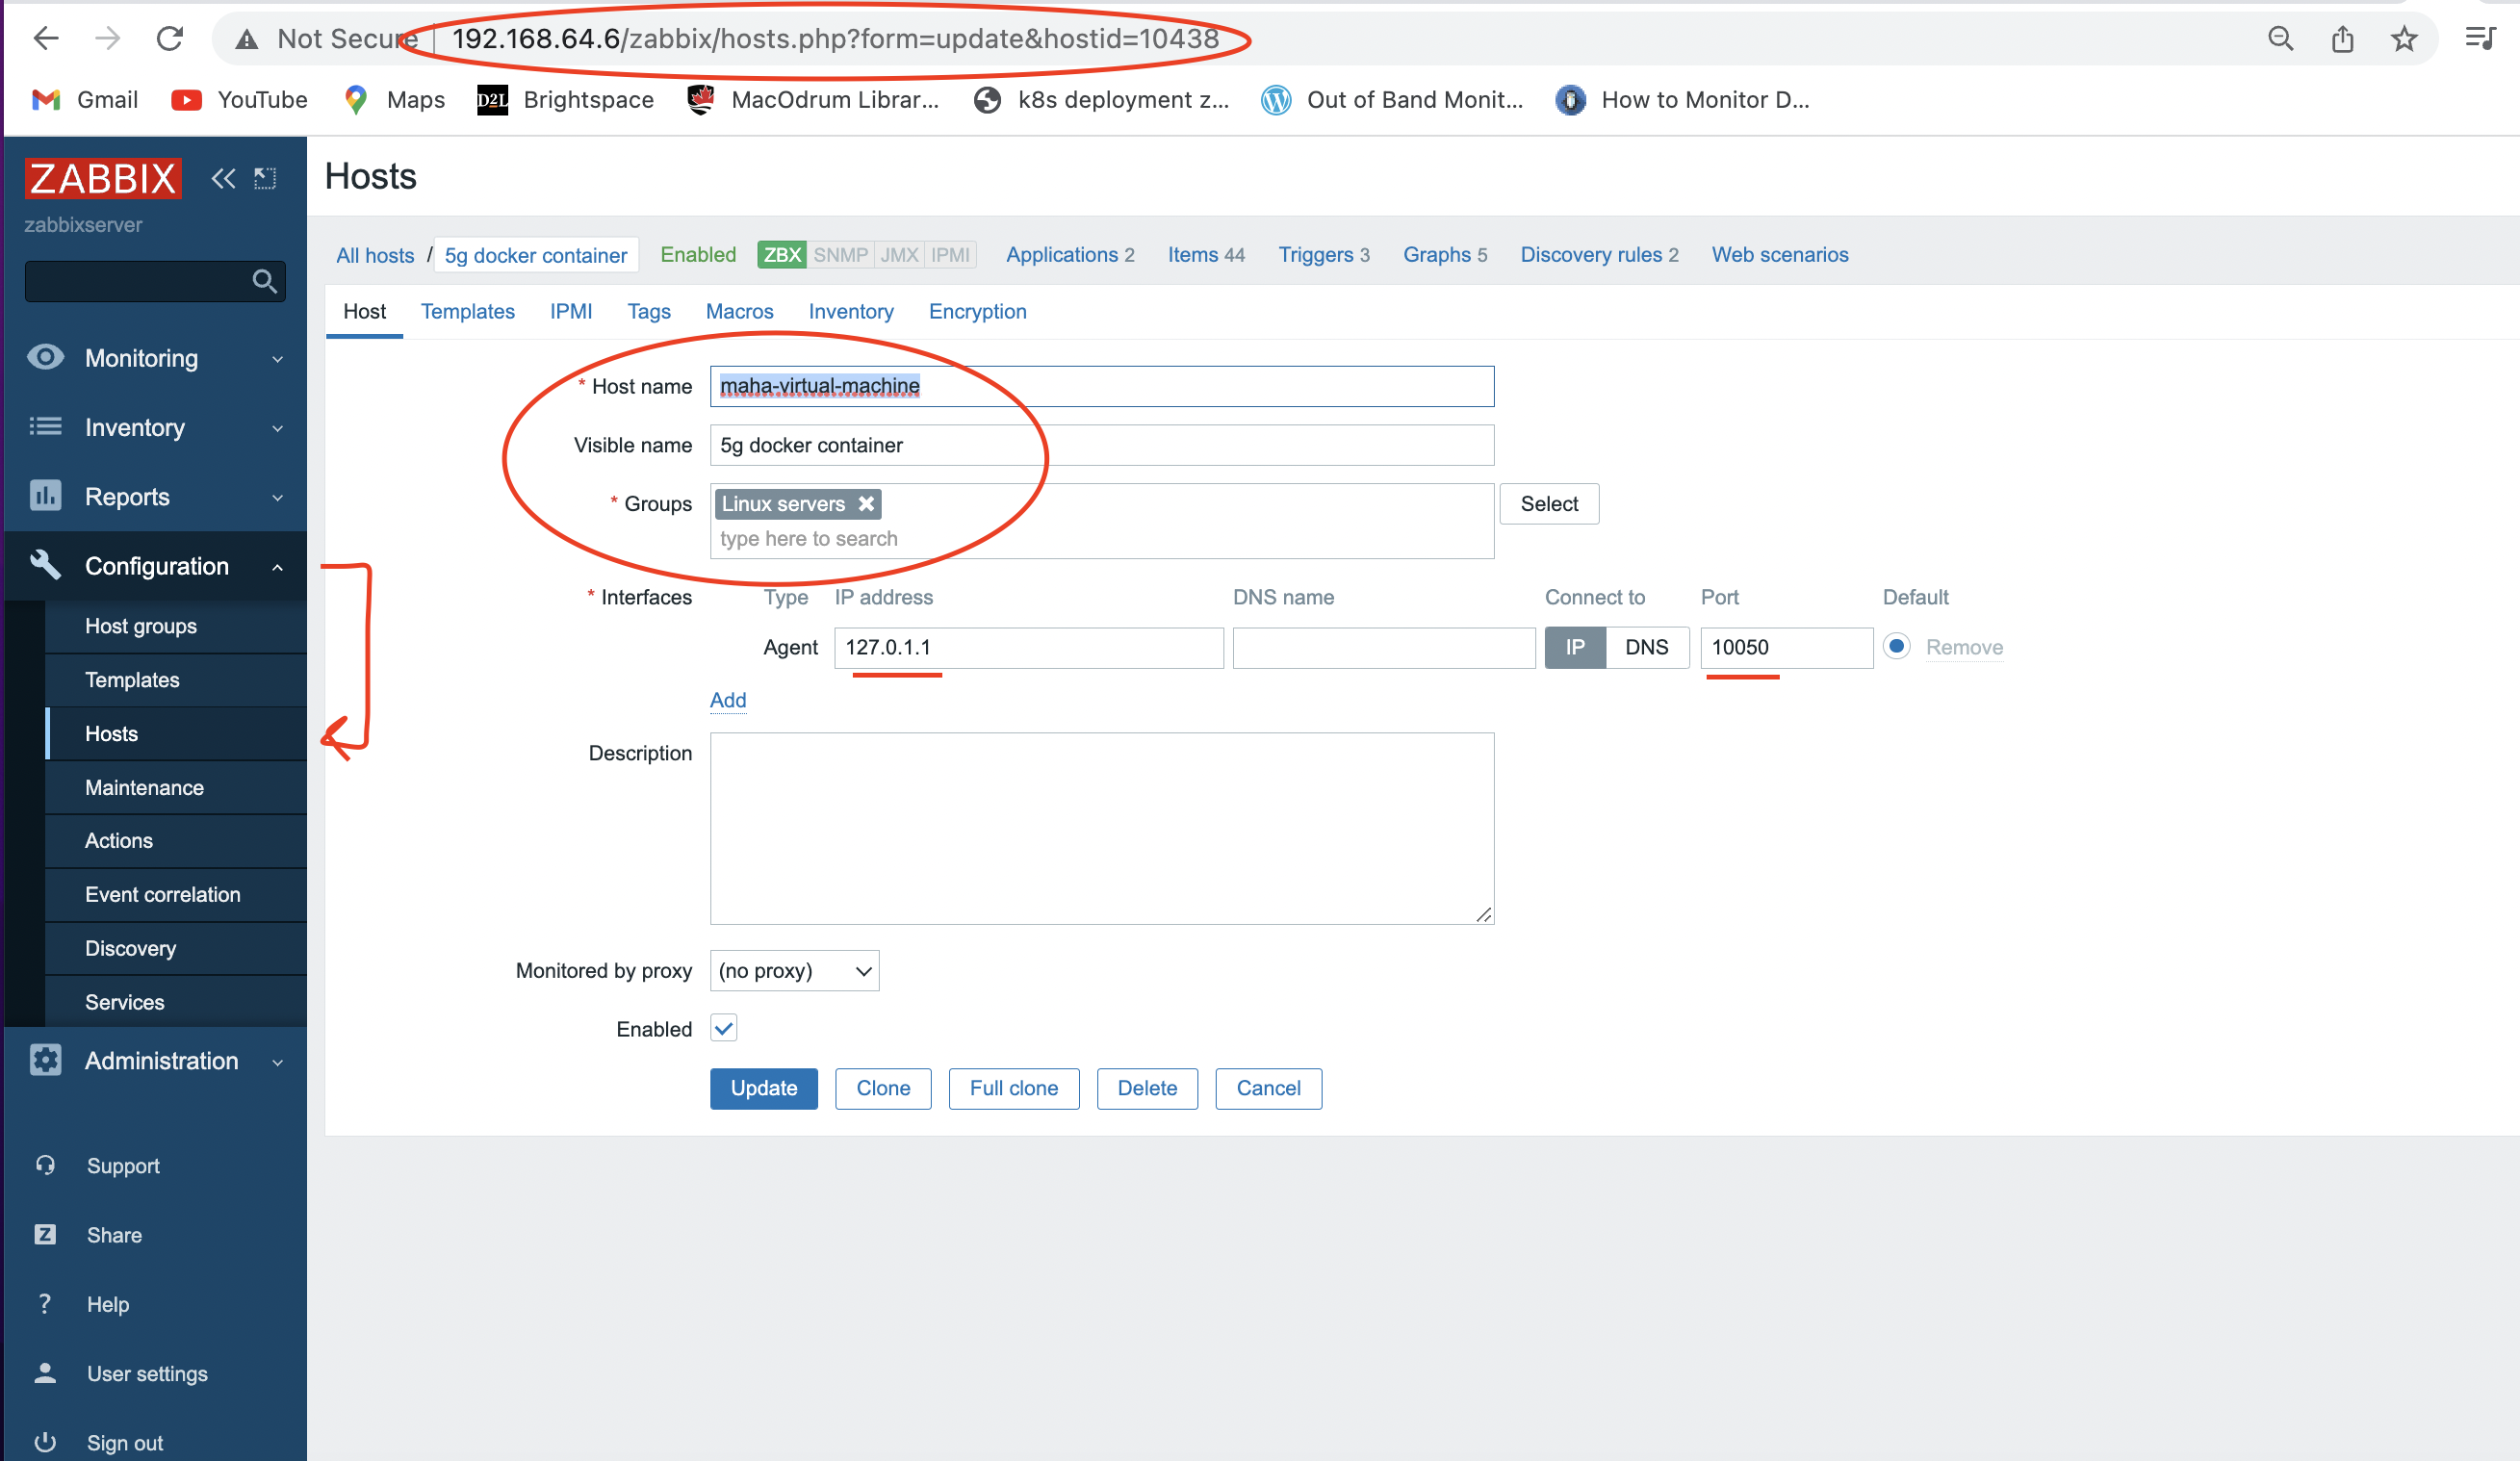 Not Secure | 192.168.64.6/zabbix/hosts.php?form=update&hostid=10438
Gmail YouTube Maps D2L Brightspace MacOdrum Librar... k8s deployment z... Out of Band Monit... How to Monitor D...
ZABBIX
zabbixserver
Monitoring
Inventory
Reports
Configuration
Host groups
Templates
Hosts
Maintenance
Actions
Event correlation
Discovery
Services
Administration
Support
Z Share
? Help
User settings
Sign out
Hosts
All hosts / 5g docker container Enabled ZBX SNMP JMX IPMI Applications 2 Items 44 Triggers 3 Graphs 5 Discovery rules 2 Web scenarios
Host Templates IPMI Tags Macros Inventory Encryption
* Host name maha-virtual-machine
Visible name 5g docker container
* Groups Linux servers Select
type here to search
* Interfaces Type IP address DNS name Connect to Port Default
Agent 127.0.1.1 IP DNS 10050 Remove
Add
Description
Monitored by proxy (no proxy)
Enabled
Update Clone Full clone Delete Cancel